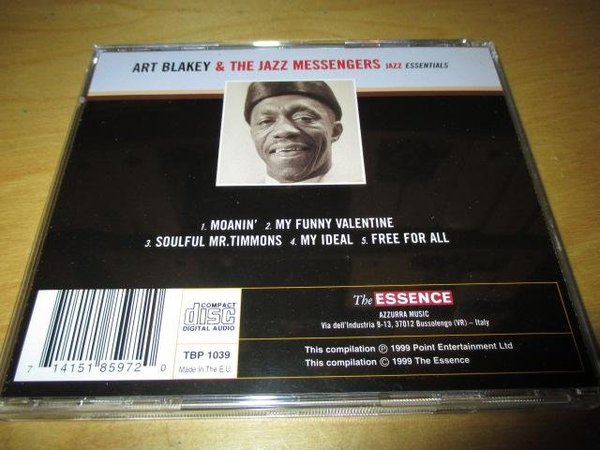 ART BLAKEY & THE JAZZ MESSENGERS JAZZ ESSENTIALS
1. MOANIN' 2. MY FUNNY VALENTINE
3. SOULFUL MR.TIMMONS 4. MY IDEAL 5. FREE FOR ALL
COMPACT
disc
DIGITAL AUDIO
TBP 1039
Made In The E.U.
7 14151 85972 0
The ESSENCE
AZZURRA MUSIC
Via dell'Industria B-13, 37012 Bussolengo (VR) – Italy
This compilation ℗ 1999 Point Entertainment Ltd
This compilation © 1999 The Essence